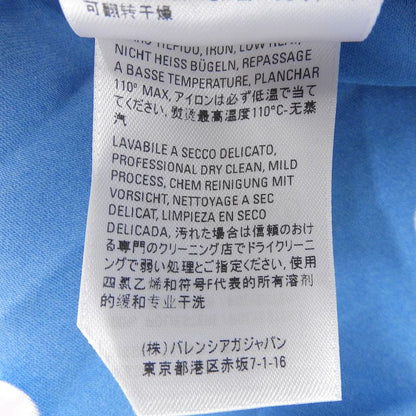 可翻转干燥
TIEPIDO, IRON, LOW HEAT,
NICHT HEISS BÜGELN, REPASSAGE
A BASSE TEMPERATURE, PLANCHAR
110° MAX, アイロンは必ず低温で当て
てください, 熨燙最高温度110°C-无蒸
汽
LAVABILE A SECCO DELICATO,
PROFESSIONAL DRY CLEAN, MILD
PROCESS, CHEM REINIGUNG MIT
VORSICHT, NETTOYAGE A SEC
DELICAT, LIMPIEZA EN SECO
DELICADA, 汚れた場合は信頼のおけ
る専門のクリーニング店でドライクリーニ
ングで弱い処理とご指定ください, 使用
四氯乙烯和符号F代表的所有溶剂
的缓和专业干洗
(株) バレンシアガジャパン
東京都港区赤坂7-1-16